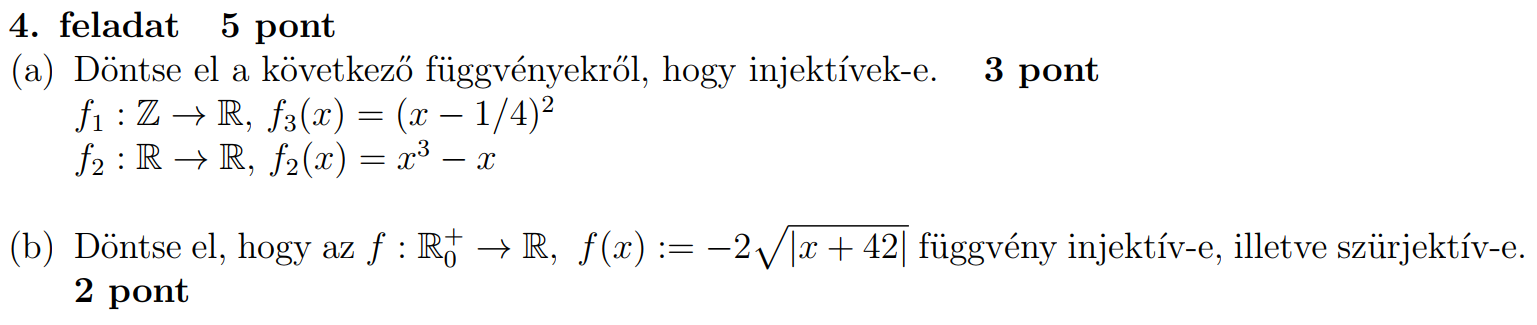 4. feladat 5 pont
(a) Döntse el a következő függvényekről, hogy injektívek-e. 3 pont
f₁ : ℤ → ℝ, f₃(x) = (x − 1/4)²
f₂ : ℝ → ℝ, f₂(x) = x³ − x
(b) Döntse el, hogy az f : ℝ₀⁺ → ℝ, f(x) := −2√|x + 42| függvény injektív-e, illetve szürjektív-e.
2 pont